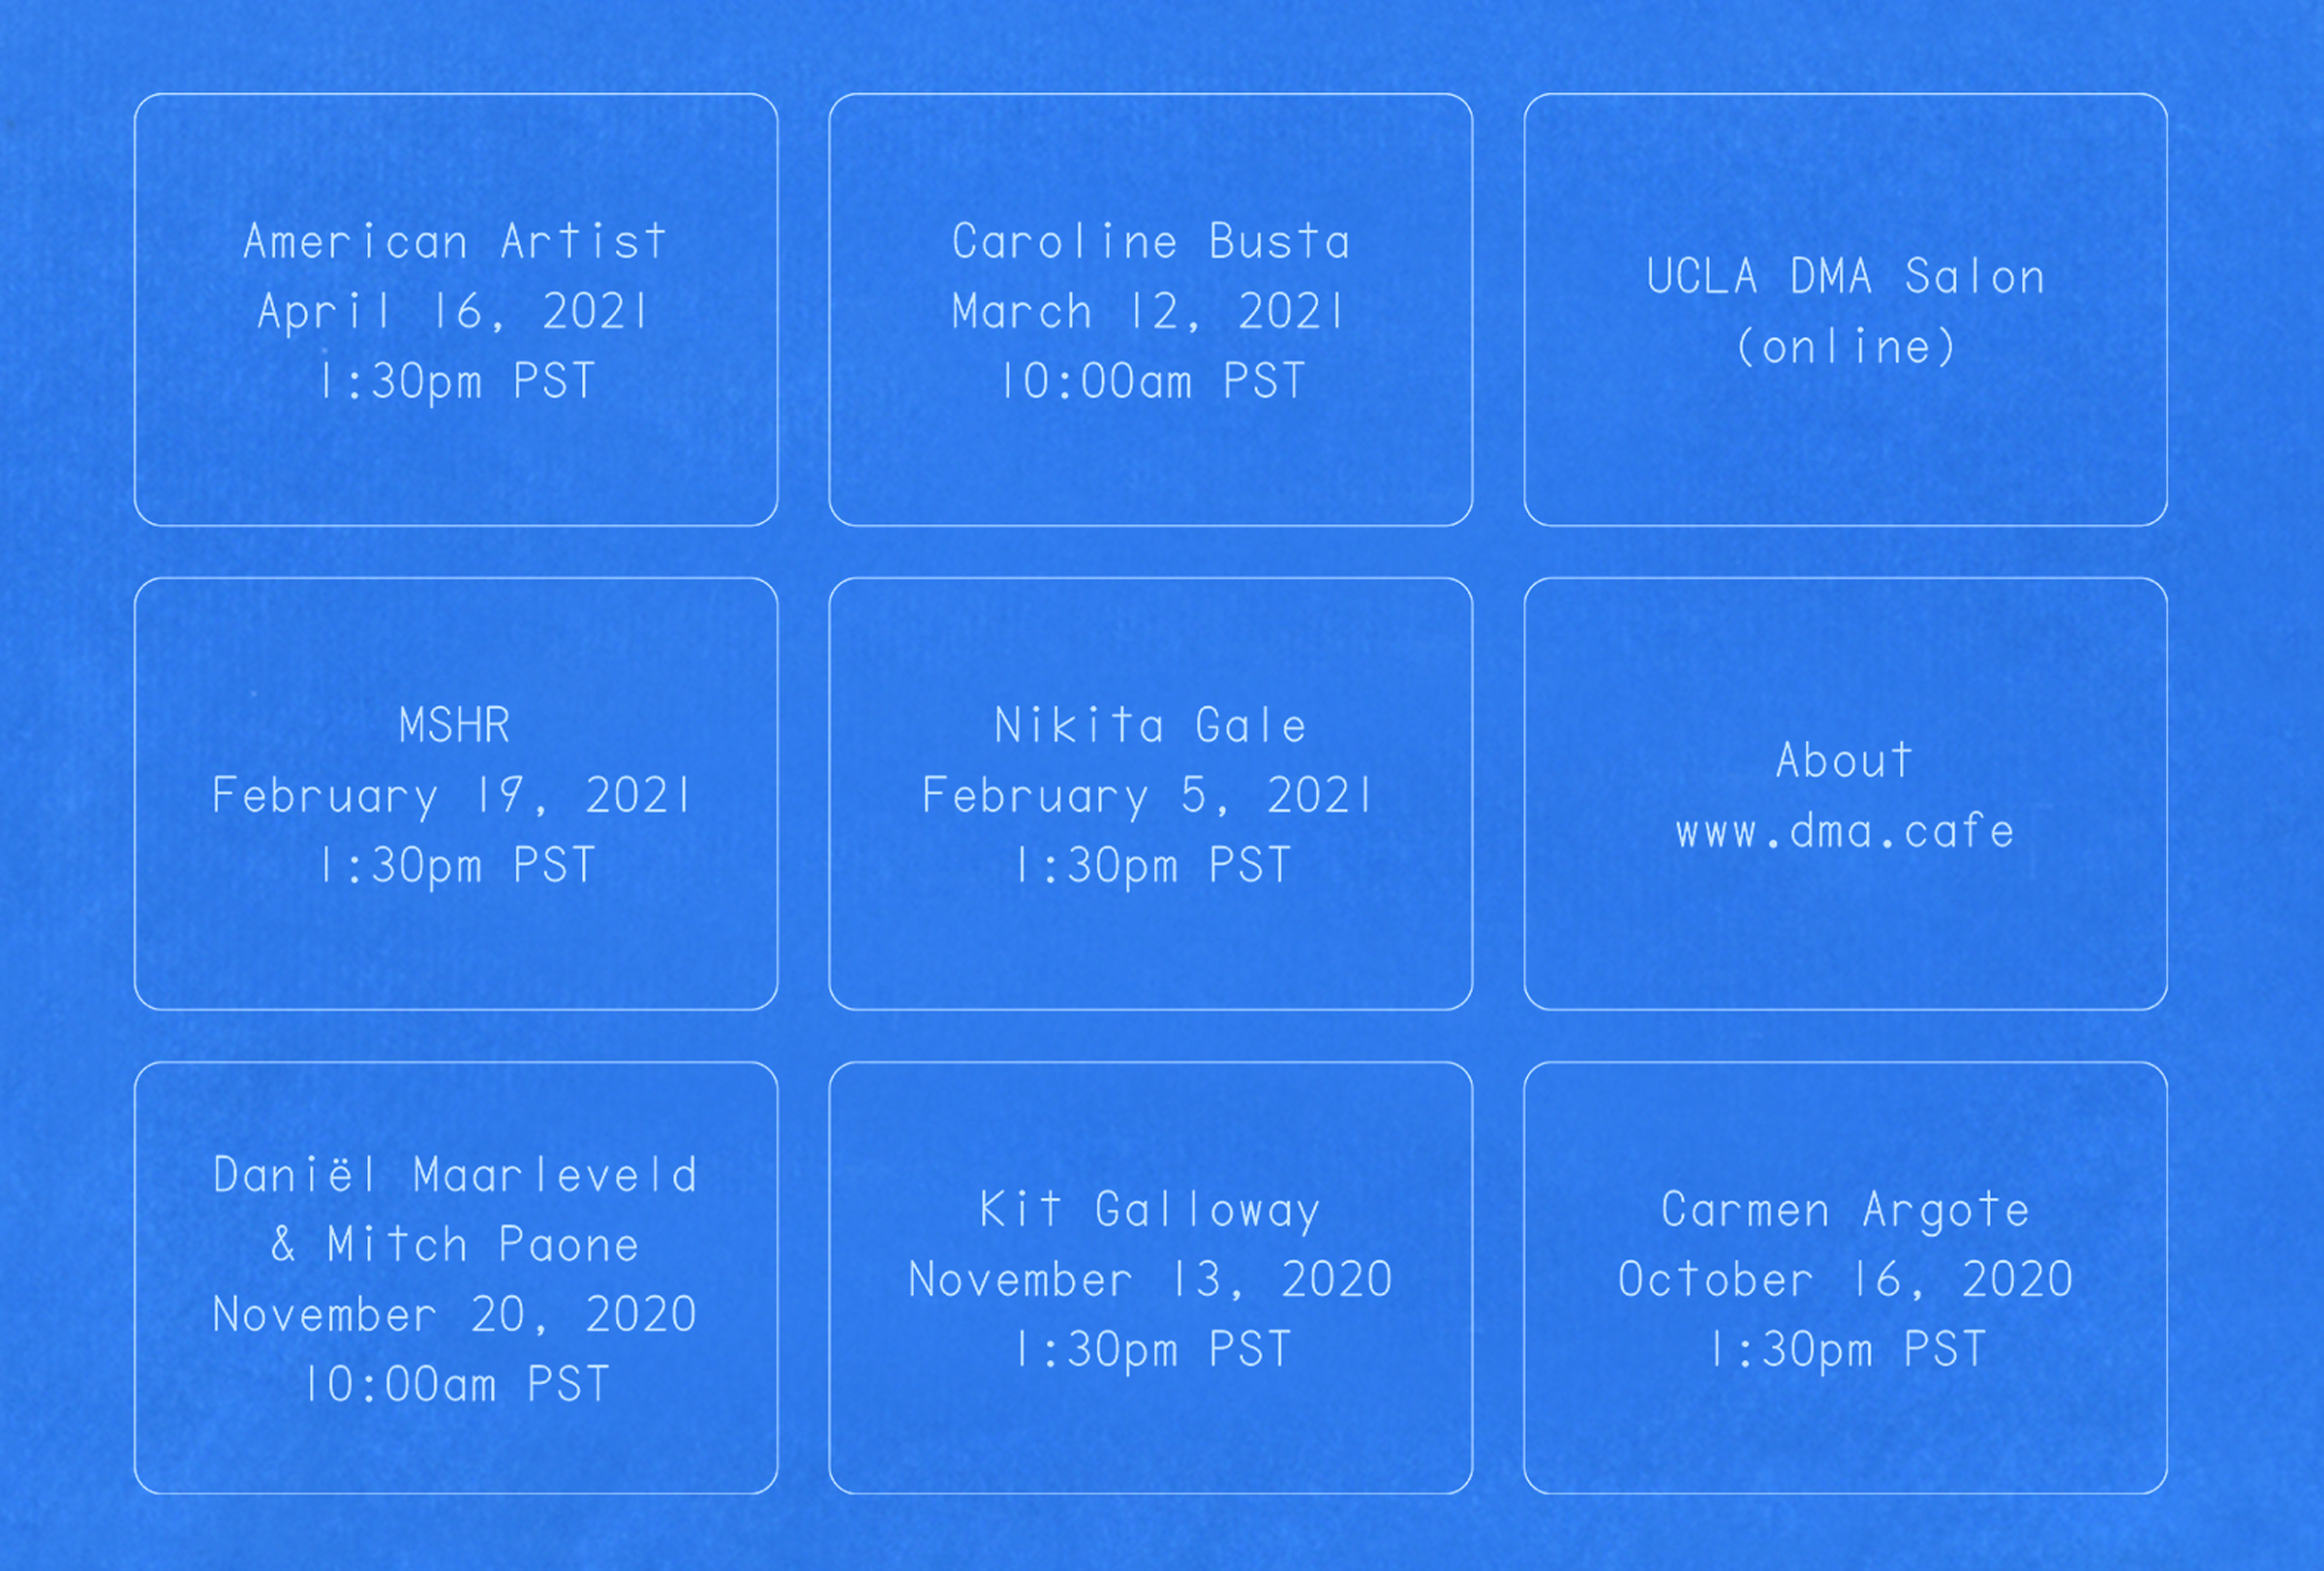 American Artist
April 16, 2021
1:30pm PST
Caroline Busta
March 12, 2021
10:00am PST
UCLA DMA Salon
(online)
MSHR
February 19, 2021
1:30pm PST
Nikita Gale
February 5, 2021
1:30pm PST
About
www.dma.cafe
Daniël Maarleveld
& Mitch Paone
November 20, 2020
10:00am PST
Kit Galloway
November 13, 2020
1:30pm PST
Carmen Argote
October 16, 2020
1:30pm PST